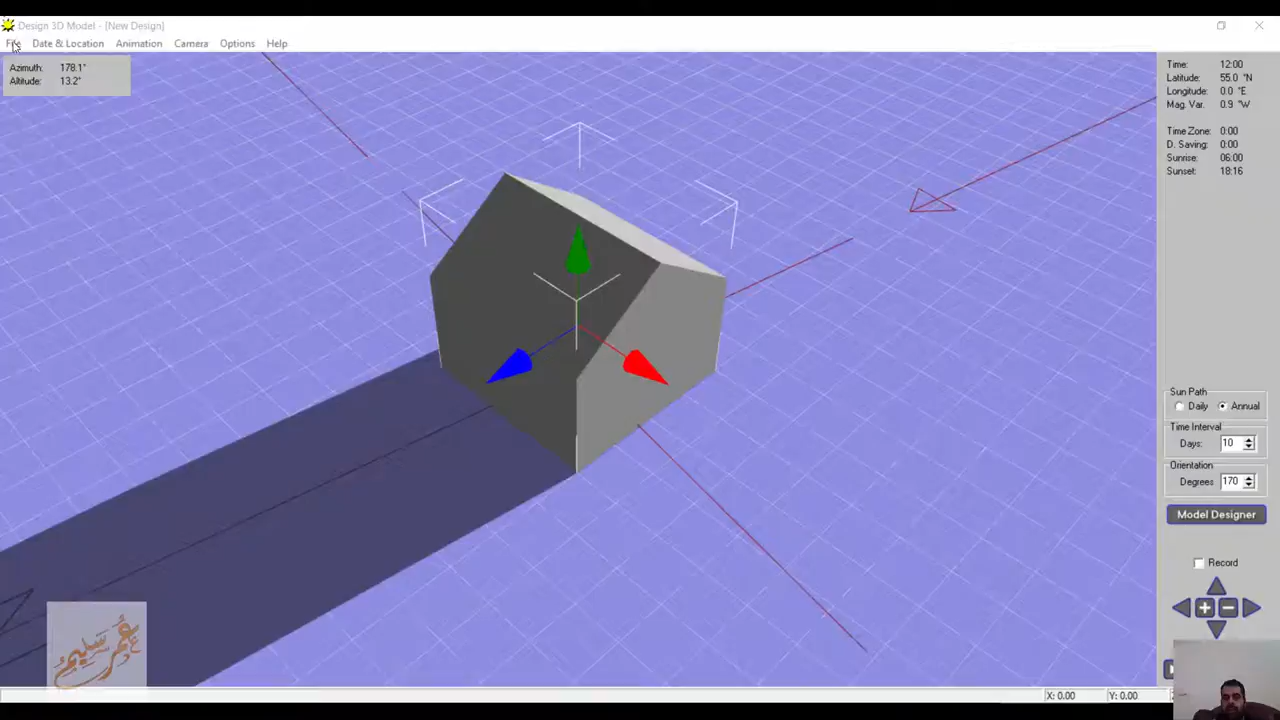 Design 3D Model - [New Design]
File Date & Location Animation Camera Options Help
Azimuth: 178.1°
Altitude: 13.2°
Time: 12:00
Latitude: 55.0 °N
Longitude: 0.0 °E
Mag. Var. 0.9 °W
Time Zone: 0:00
D. Saving: 0:00
Sunrise: 06:00
Sunset: 18:16
Sun Path
Daily Annual
Time Interval
Days: 10
Orientation
Degrees 170
Model Designer
Record
عُمر سَليم
X: 0.00 Y: 0.00